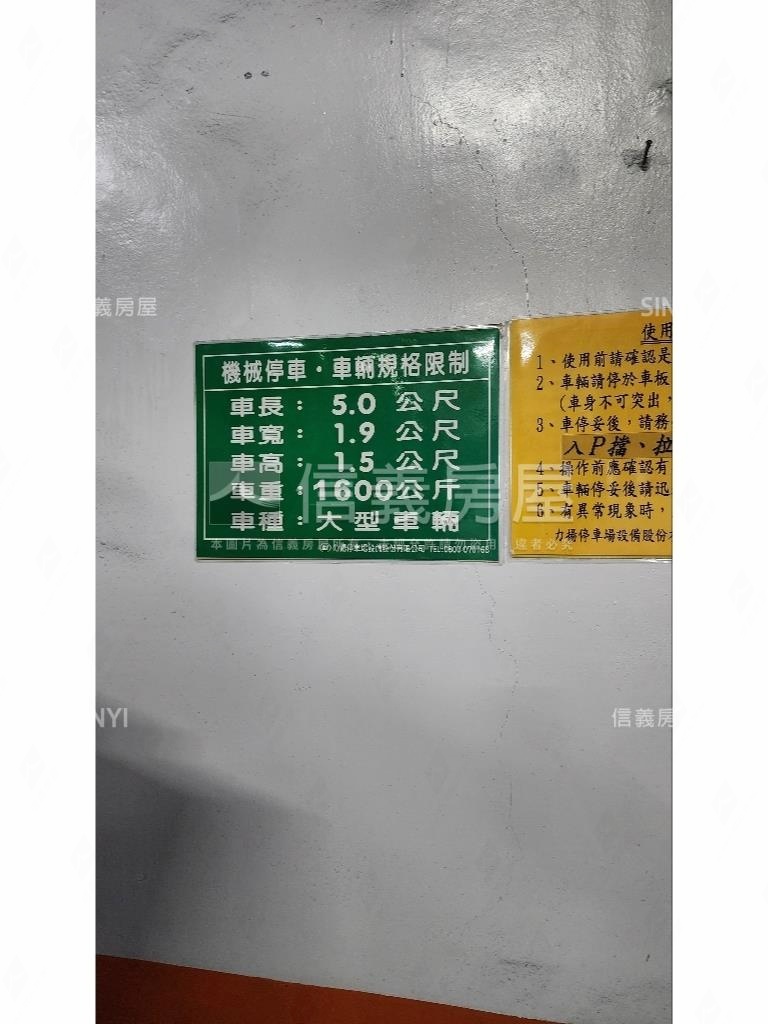 機械停車・車輛規格限制
車長：5.0 公尺
車寬：1.9 公尺
車高：1.5 公尺
車重：1600公斤
車種：大型車輛
TEL:0800-079168
使用
1、使用前請確認是
2、車輛請停於車板
(車身不可突出，
3、車停妥後，請務
入P擋、拉
4、操作前應確認有
5、車輛停妥後請迅
6、有異常現象時，
力揚停車場設備股份
義房屋
SIN
信義房屋
NYI
信義房